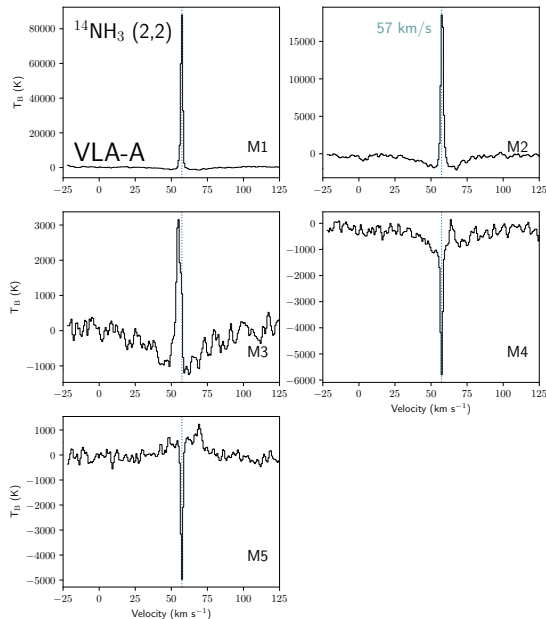 ¹⁴NH₃ (2,2)
57 km/s
80000
60000
40000
20000
0
T_B (K)
VLA-A
M1
−25 0 25 50 75 100 125
15000
10000
5000
0
M2
−25 0 25 50 75 100 125
3000
2000
1000
0
−1000
T_B (K)
M3
−25 0 25 50 75 100 125
0
−1000
−2000
−3000
−4000
−5000
−6000
M4
−25 0 25 50 75 100 125
Velocity (km s⁻¹)
1000
0
−1000
−2000
−3000
−4000
−5000
T_B (K)
M5
−25 0 25 50 75 100 125
Velocity (km s⁻¹)